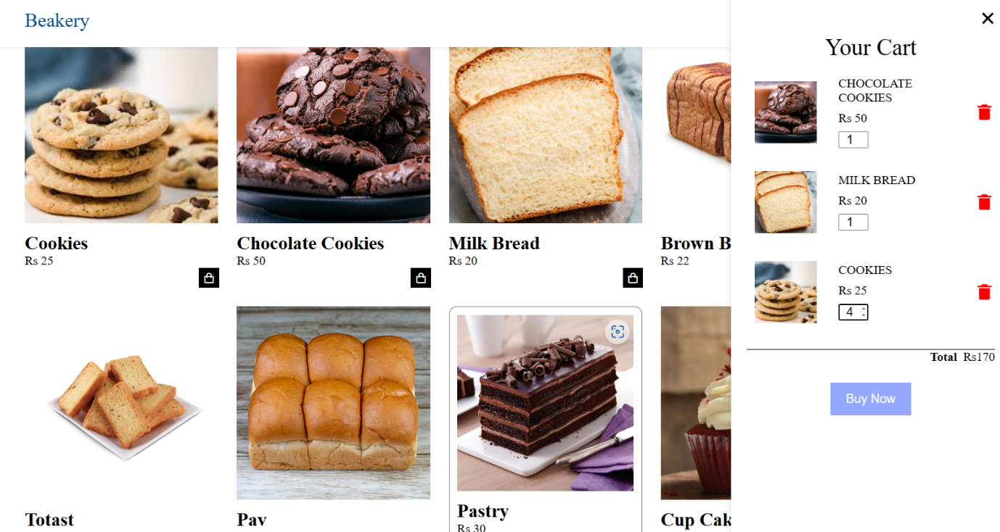 Beakery
Cookies
Rs 25
Chocolate Cookies
Rs 50
Milk Bread
Rs 20
Brown B
Rs 22
Totast
Pav
Pastry
Rs 30
Cup Cak
Your Cart
CHOCOLATE
COOKIES
Rs 50
1
MILK BREAD
Rs 20
1
COOKIES
Rs 25
4
Total Rs170
Buy Now